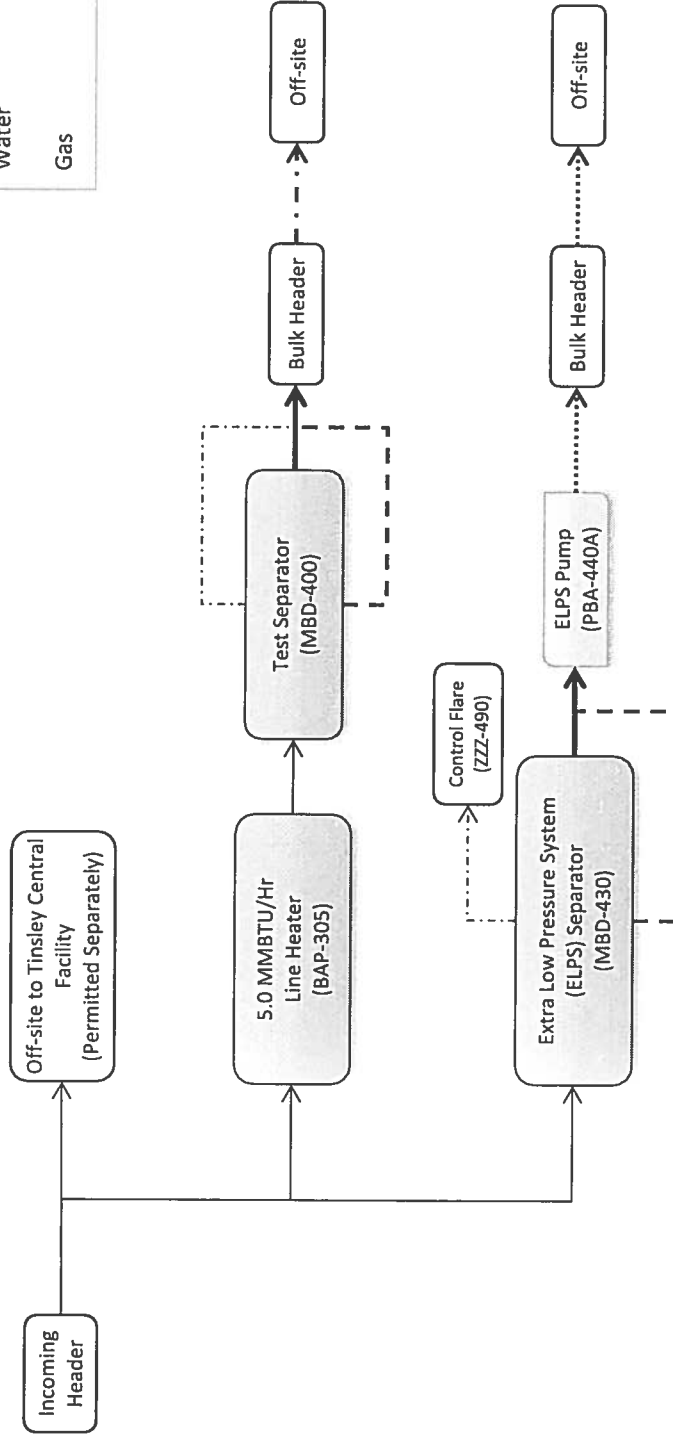 Water
Gas
Incoming
Header
Off-site to Tinsley Central
Facility
(Permitted Separately)
5.0 MMBTU/Hr
Line Heater
(BAP-305)
Test Separator
(MBD-400)
Bulk Header
Off-site
Extra Low Pressure System
(ELPS) Separator
(MBD-430)
Control Flare
(ZZZ-490)
ELPS Pump
(PBA-440A)
Bulk Header
Off-site